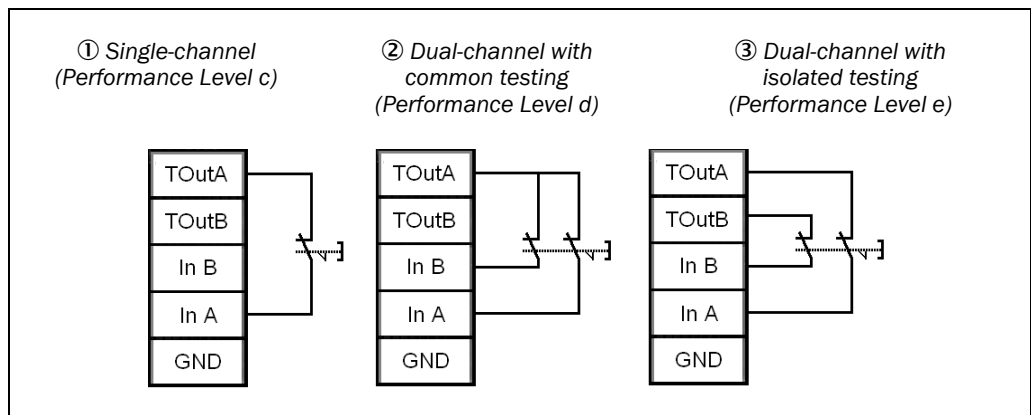 ① Single-channel
(Performance Level c)
② Dual-channel with
common testing
(Performance Level d)
③ Dual-channel with
isolated testing
(Performance Level e)
TOutA
TOutB
In B
In A
GND
TOutA
TOutB
In B
In A
GND
TOutA
TOutB
In B
In A
GND